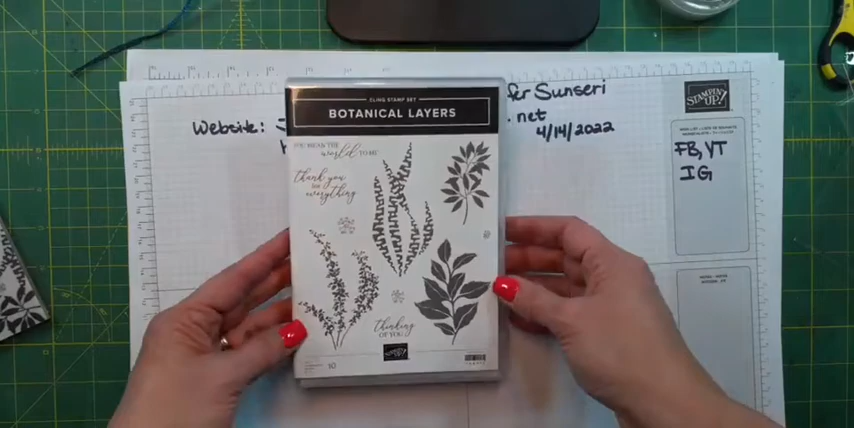 CLING STAMP SET
BOTANICAL LAYERS
YOU MEAN THE
world TO ME
thank you
for
everything
thinking
OF YOU
10
Website:
fer Sunseri
.net
4/14/2022
STAMPIN' UP!
FB, YT
IG